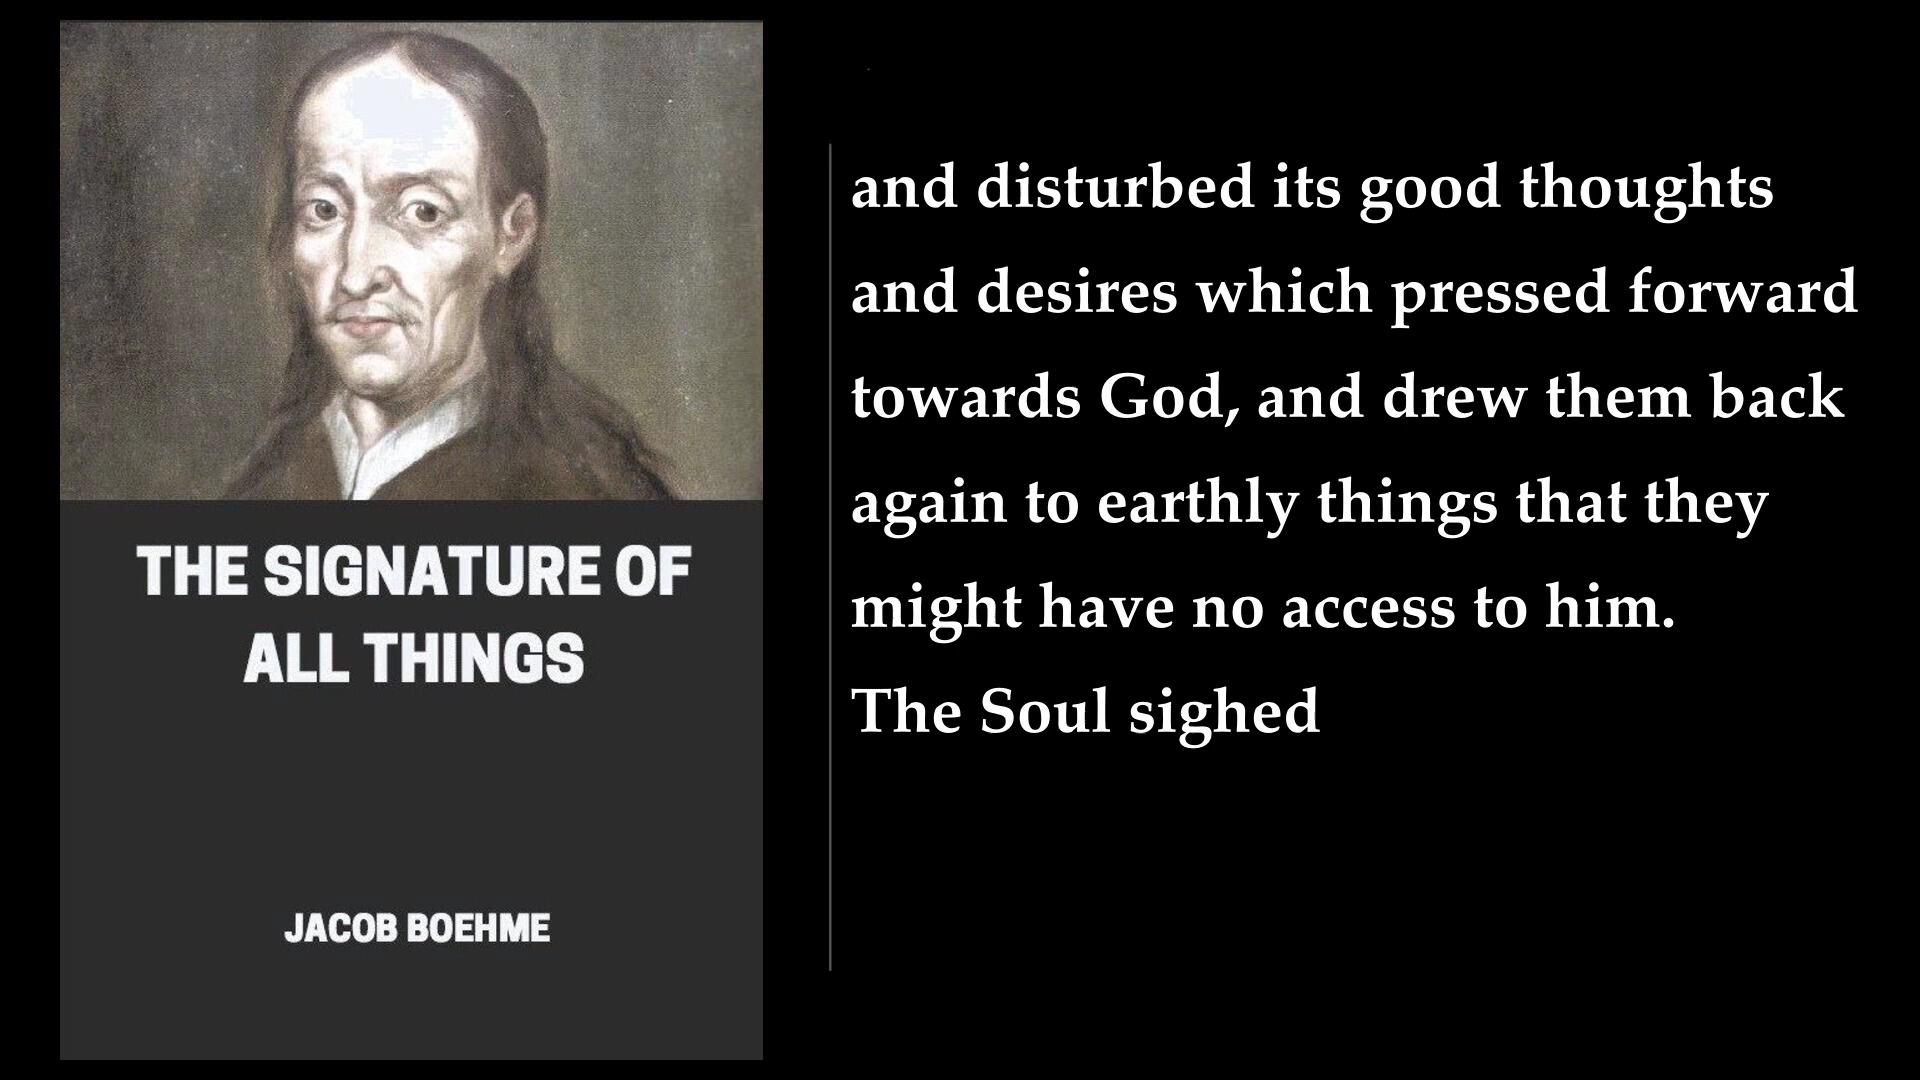 THE SIGNATURE OF
ALL THINGS
JACOB BOEHME
and disturbed its good thoughts
and desires which pressed forward
towards God, and drew them back
again to earthly things that they
might have no access to him.
The Soul sighed